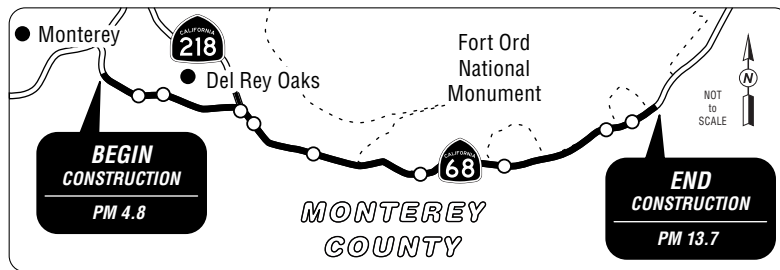 Monterey
CALIFORNIA
218
Del Rey Oaks
Fort Ord
National
Monument
N
NOT
to
SCALE
BEGIN
CONSTRUCTION
PM 4.8
CALIFORNIA
68
END
CONSTRUCTION
PM 13.7
MONTEREY
COUNTY